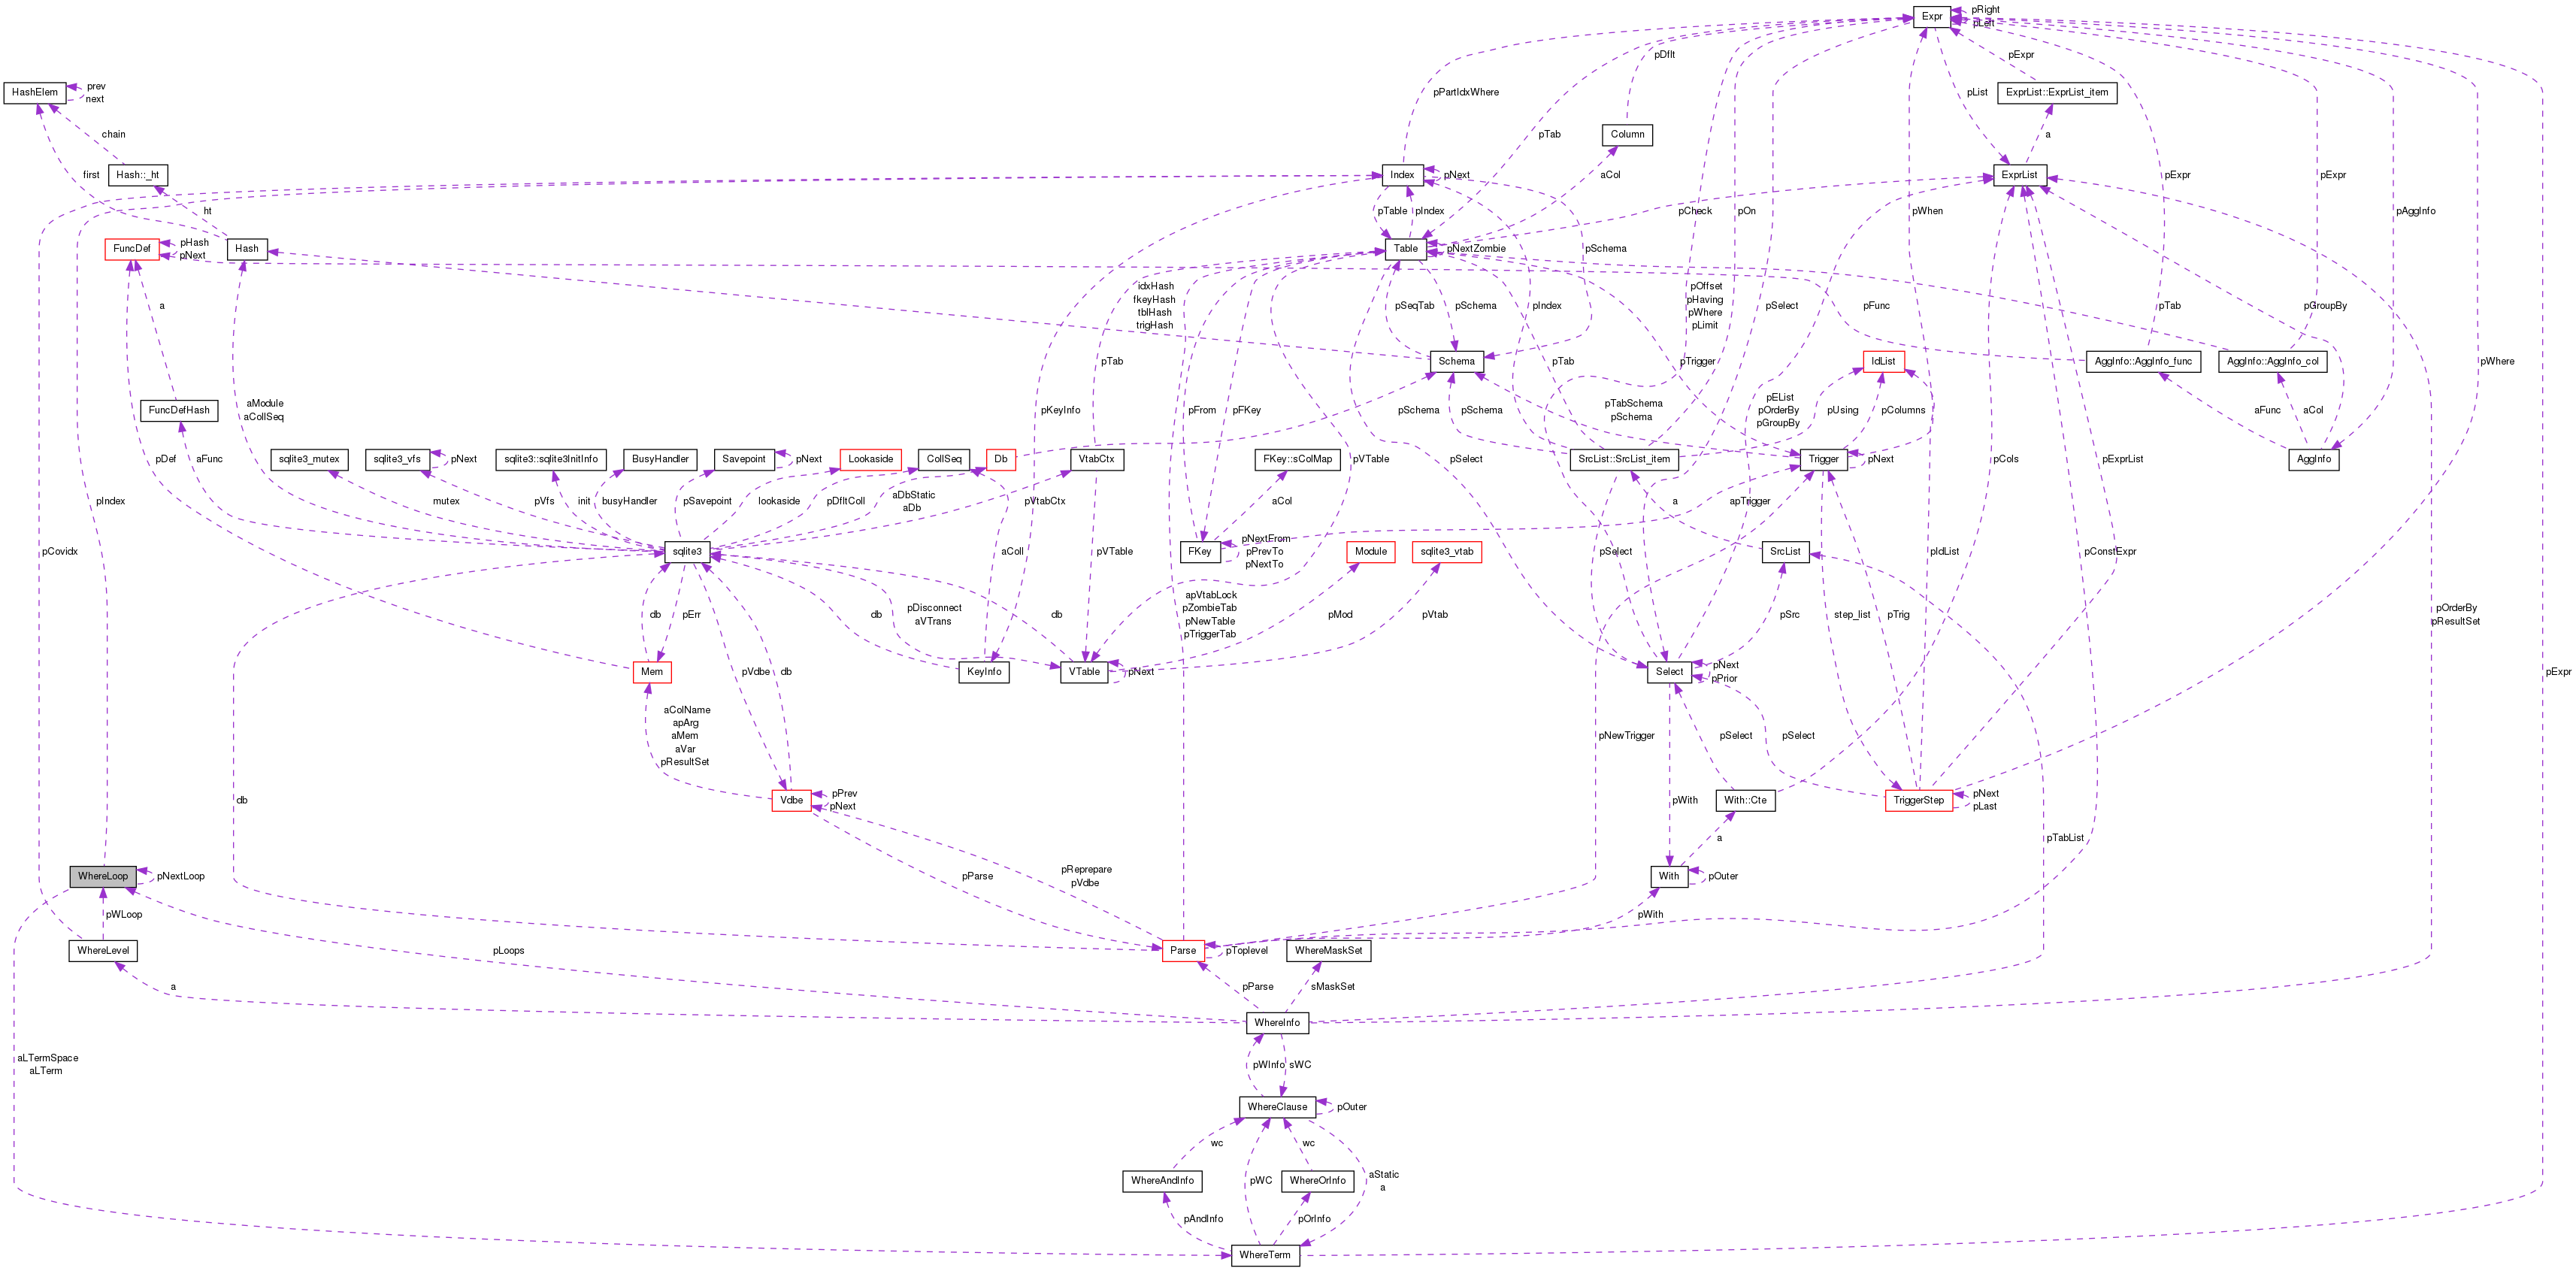 Expr
pRight
pLeft
HashElem
prev
next
pDflt
pExpr
ExprList::ExprList_item
pPartIdxWhere
pList
chain
Column
pTab
a
Hash::_ht
first
Index
pNext
aCol
ExprList
pExpr
pExpr
ht
pTable
pIndex
pCheck
pOn
pWhen
pAggInfo
FuncDef
pHash
pNext
Hash
Table
pNextZombie
pSchema
idxHash
fkeyHash
tblHash
trigHash
a
pSeqTab
pSchema
pIndex
pOffset
pHaving
pWhere
pLimit
pSelect
pFunc
pTab
pGroupBy
pTab
Schema
pTab
pTrigger
IdList
AggInfo::AggInfo_func
AggInfo::AggInfo_col
pWhere
FuncDefHash
aModule
aCollSeq
pKeyInfo
pFrom
pFKey
pSchema
pSchema
pTabSchema
pSchema
pEList
pOrderBy
pGroupBy
pUsing
pColumns
aFunc
aCol
pDef
aFunc
sqlite3_mutex
sqlite3_vfs
pNext
sqlite3::sqlite3InitInfo
BusyHandler
Savepoint
pNext
Lookaside
CollSeq
Db
VtabCtx
FKey::sColMap
pVTable
pSelect
SrcList::SrcList_item
Trigger
pNext
pCols
pExprList
AggInfo
pIndex
mutex
pVfs
init
busyHandler
pSavepoint
lookaside
pDfltColl
aDbStatic
aDb
pVtabCtx
aCol
a
apTrigger
pCovidx
sqlite3
aColl
pVTable
FKey
pNextFrom
pPrevTo
pNextTo
Module
sqlite3_vtab
pSelect
SrcList
pIdList
pConstExpr
db
pErr
pDisconnect
aVTrans
db
db
apVtabLock
pZombieTab
pNewTable
pTriggerTab
pMod
pVtab
pSrc
step_list
pTrig
pOrderBy
pResultSet
Mem
pVdbe
db
KeyInfo
VTable
pNext
Select
pNext
pPrior
pExpr
aColName
apArg
aMem
aVar
pResultSet
pNewTrigger
pSelect
pSelect
db
Vdbe
pPrev
pNext
pWith
With::Cte
TriggerStep
pNext
pLast
a
pTabList
WhereLoop
pNextLoop
pParse
pReprepare
pVdbe
With
pOuter
pWLoop
pWith
WhereLevel
pLoops
Parse
pToplevel
WhereMaskSet
a
pParse
sMaskSet
WhereInfo
aLTermSpace
aLTerm
pWInfo
sWC
WhereClause
pOuter
wc
wc
WhereAndInfo
pWC
WhereOrInfo
aStatic
a
pAndInfo
pOrInfo
WhereTerm